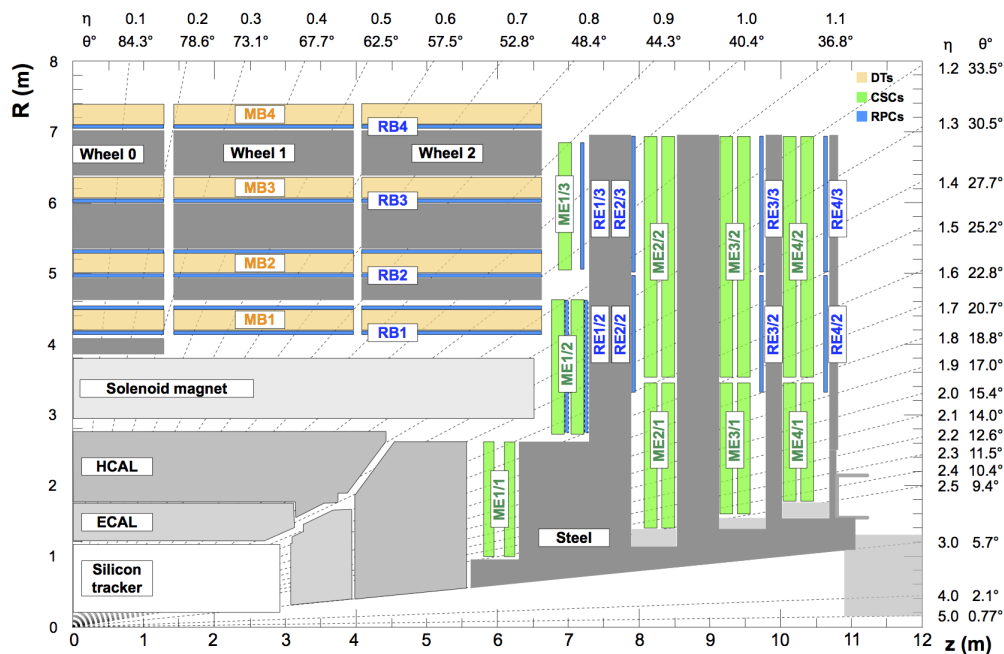 η 0.1 0.2 0.3 0.4 0.5 0.6 0.7 0.8 0.9 1.0 1.1
θ° 84.3° 78.6° 73.1° 67.7° 62.5° 57.5° 52.8° 48.4° 44.3° 40.4° 36.8° η θ°
R (m)
8
7
6
5
4
3
2
1
0
1.2 33.5°
1.3 30.5°
1.4 27.7°
1.5 25.2°
1.6 22.8°
1.7 20.7°
1.8 18.8°
1.9 17.0°
2.0 15.4°
2.1 14.0°
2.2 12.6°
2.3 11.5°
2.4 10.4°
2.5 9.4°
3.0 5.7°
4.0 2.1°
5.0 0.77°
DTs
CSCs
RPCs
MB4
RB4
Wheel 0 Wheel 1 Wheel 2
MB3
RB3
MB2
RB2
MB1
RB1
Solenoid magnet
HCAL
ECAL
Silicon
tracker
Steel
ME1/3
RE1/3
RE2/3
ME2/2
ME3/2
RE3/3
ME4/2
RE4/3
ME1/2
RE1/2
RE2/2
RE3/2
RE4/2
ME1/1
ME2/1
ME3/1
ME4/1
0 1 2 3 4 5 6 7 8 9 10 11 12
z (m)